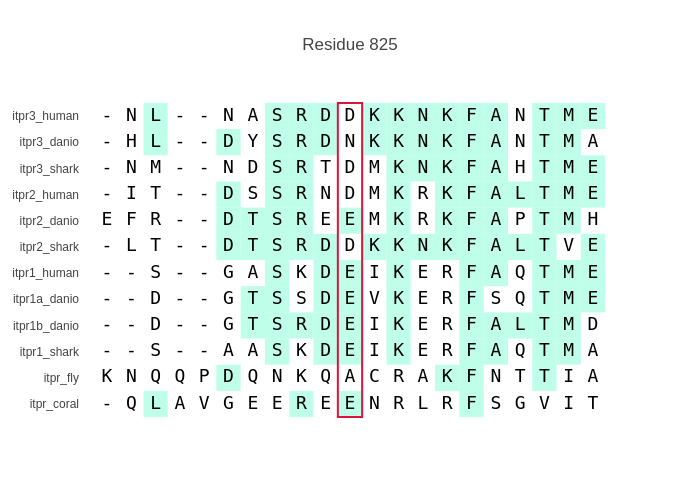 Residue 825
itpr3_human - N L - - N A S R D D K K N K F A N T M E
itpr3_danio - H L - - D Y S R D N K K N K F A N T M A
itpr3_shark - N M - - N D S R T D M K N K F A H T M E
itpr2_human - I T - - D S S R N D M K R K F A L T M E
itpr2_danio E F R - - D T S R E E M K R K F A P T M H
itpr2_shark - L T - - D T S R D D K K N K F A L T V E
itpr1_human - - S - - G A S K D E I K E R F A Q T M E
itpr1a_danio - - D - - G T S S D E V K E R F S Q T M E
itpr1b_danio - - D - - G T S R D E I K E R F A L T M D
itpr1_shark - - S - - A A S K D E I K E R F A Q T M A
itpr_fly K N Q Q P D Q N K Q A C R A K F N T T I A
itpr_coral - Q L A V G E E R E E N R L R F S G V I T